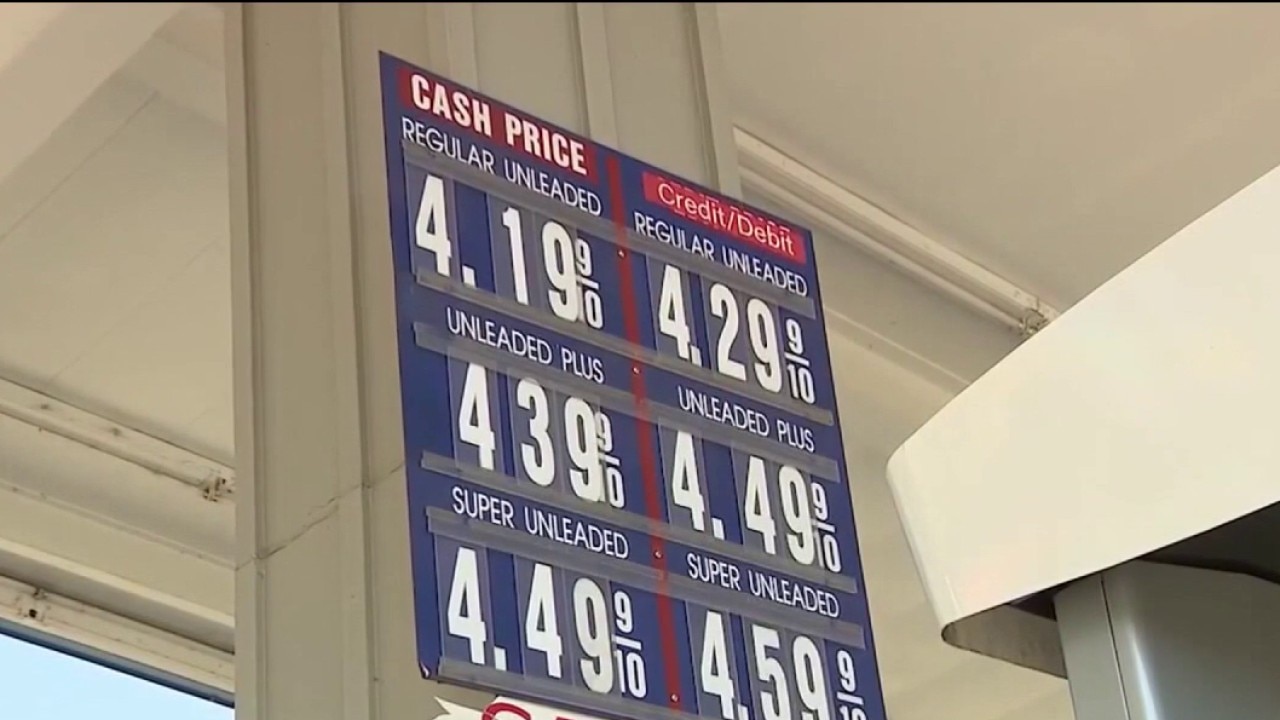 CASH PRICE
REGULAR UNLEADED
4.19 9/10
UNLEADED PLUS
4 39 9/10
SUPER UNLEADED
4.49 9/10
Credit/Debit
REGULAR UNLEADED
4.29 9/10
UNLEADED PLUS
4.49 9/10
SUPER UNLEADED
4.59 9/10